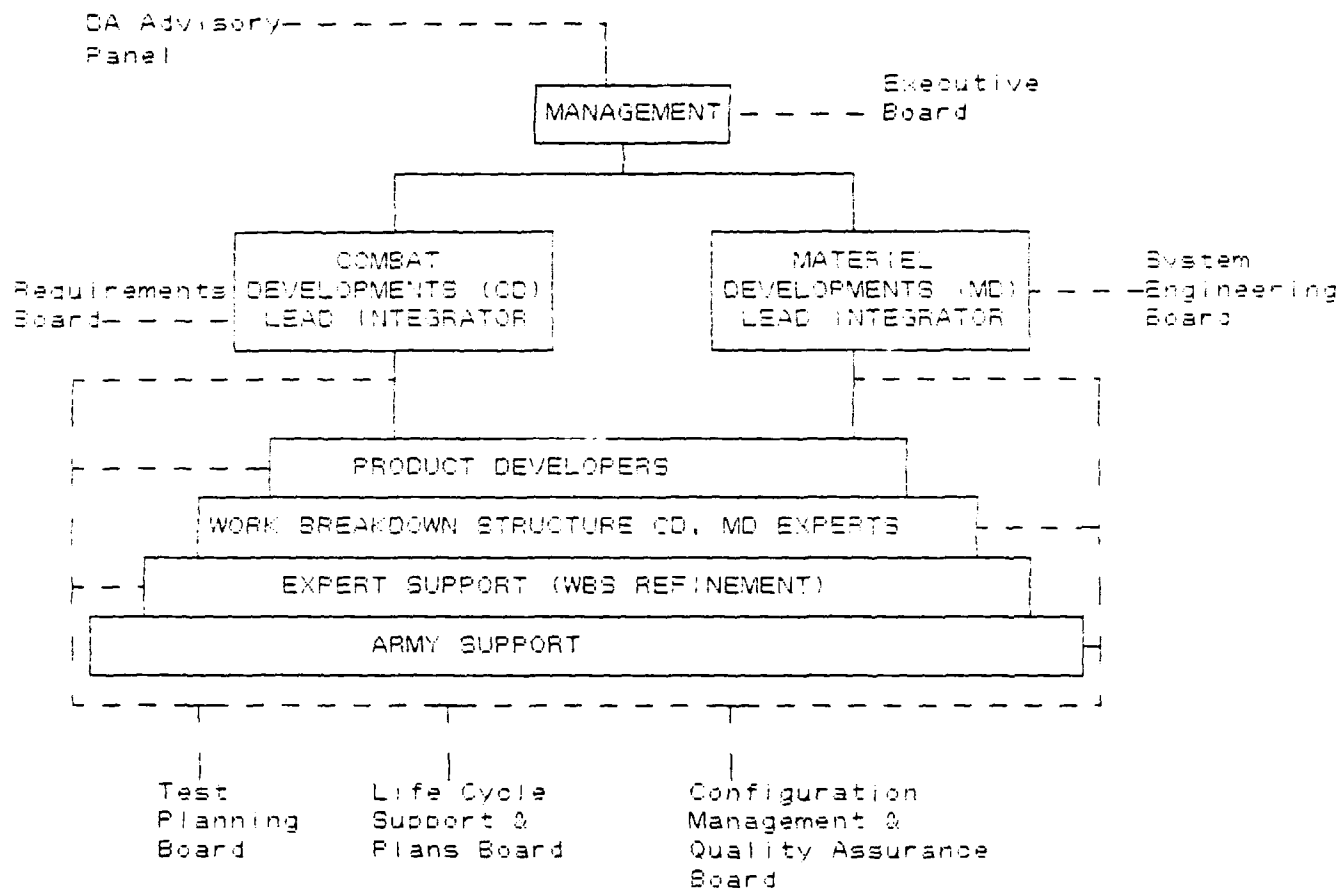 DA Advisory
Panel
Executive
Board
MANAGEMENT
COMBAT
DEVELOPMENTS (CD)
LEAD INTEGRATOR
MATERIEL
DEVELOPMENTS (MD)
LEAD INTEGRATOR
Requirements
Board
System
Engineering
Board
PRODUCT DEVELOPERS
WORK BREAKDOWN STRUCTURE CD, MD EXPERTS
EXPERT SUPPORT (WBS REFINEMENT)
ARMY SUPPORT
Test
Planning
Board
Life Cycle
Support &
Plans Board
Configuration
Management &
Quality Assurance
Board